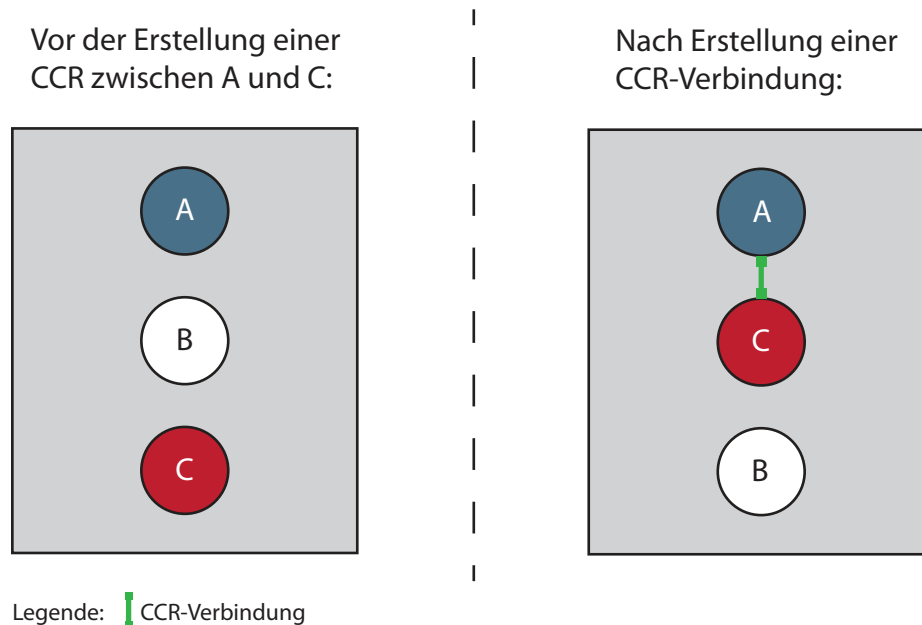 Vor der Erstellung einer
CCR zwischen A und C:
A
B
C
Nach Erstellung einer
CCR-Verbindung:
A
C
B
Legende: CCR-Verbindung